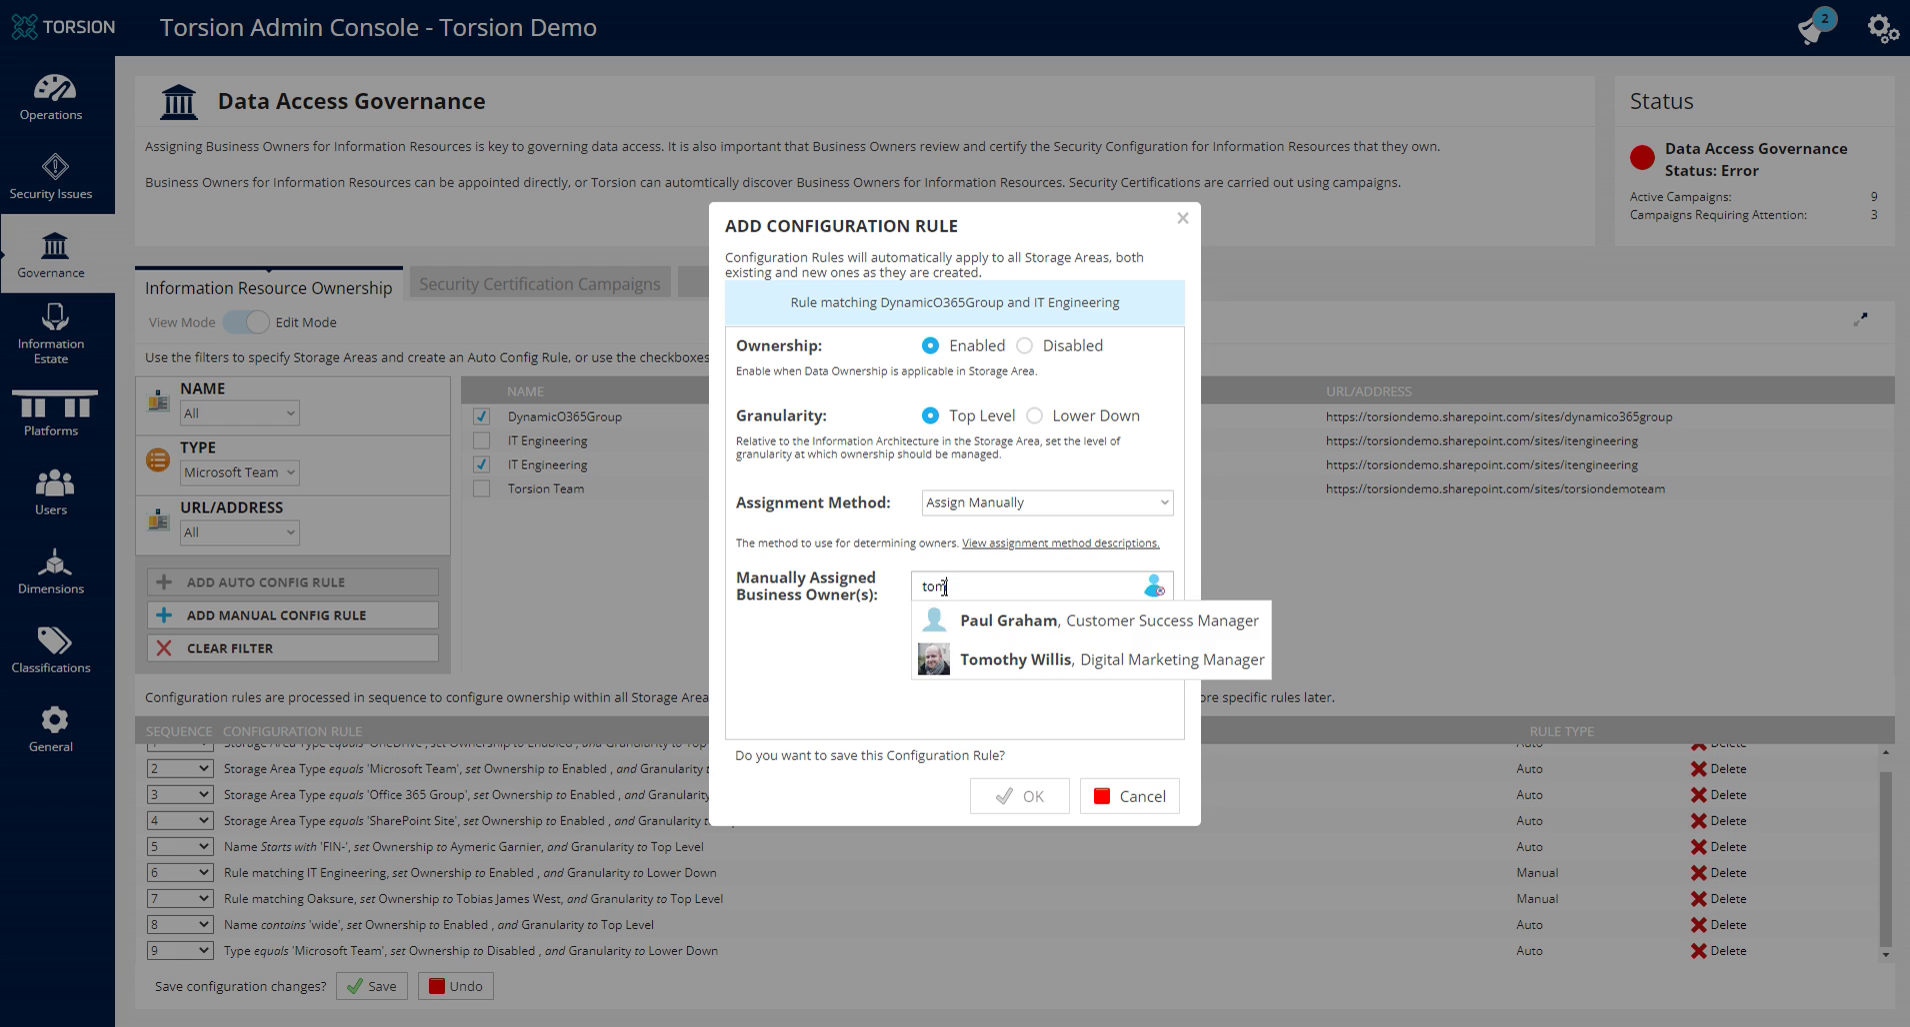 TORSION
Torsion Admin Console - Torsion Demo
2
Operations
Security Issues
Governance
Information
Estate
Platforms
Users
Dimensions
Classifications
General
Data Access Governance
Assigning Business Owners for Information Resources is key to governing data access. It is also important that Business Owners review and certify the Security Configuration for Information Resources that they own.
Business Owners for Information Resources can be appointed directly, or Torsion can automtically discover Business Owners for Information Resources. Security Certifications are carried out using campaigns.
Status
Data Access Governance
Status: Error
Active Campaigns: 9
Campaigns Requiring Attention: 3
Information Resource Ownership
Security Certification Campaigns
View Mode Edit Mode
Use the filters to specify Storage Areas and create an Auto Config Rule, or use the checkboxes
NAME
All
TYPE
Microsoft Team
URL/ADDRESS
All
ADD AUTO CONFIG RULE
ADD MANUAL CONFIG RULE
CLEAR FILTER
NAME URL/ADDRESS
DynamicO365Group https://torsiondemo.sharepoint.com/sites/dynamico365group
IT Engineering https://torsiondemo.sharepoint.com/sites/itengineering
IT Engineering https://torsiondemo.sharepoint.com/sites/itengineering
Torsion Team https://torsiondemo.sharepoint.com/sites/torsiondemoteam
ADD CONFIGURATION RULE
Configuration Rules will automatically apply to all Storage Areas, both
existing and new ones as they are created.
Rule matching DynamicO365Group and IT Engineering
Ownership: Enabled Disabled
Enable when Data Ownership is applicable in Storage Area.
Granularity: Top Level Lower Down
Relative to the Information Architecture in the Storage Area, set the level of
granularity at which ownership should be managed.
Assignment Method: Assign Manually
The method to use for determining owners. View assignment method descriptions.
Manually Assigned
Business Owner(s):
tom
Paul Graham, Customer Success Manager
Tomothy Willis, Digital Marketing Manager
Do you want to save this Configuration Rule?
OK Cancel
Configuration rules are processed in sequence to configure ownership within all Storage Area
ore specific rules later.
SEQUENCE CONFIGURATION RULE RULE TYPE
Storage Area Type equals 'OneDrive', set Ownership to Enabled , and Granularity to Top Auto Delete
2 Storage Area Type equals 'Microsoft Team', set Ownership to Enabled , and Granularity Auto Delete
3 Storage Area Type equals 'Office 365 Group', set Ownership to Enabled , and Granularity Auto Delete
4 Storage Area Type equals 'SharePoint Site', set Ownership to Enabled , and Granularity Auto Delete
5 Name Starts with 'FIN-', set Ownership to Aymeric Garnier, and Granularity to Top Level Auto Delete
6 Rule matching IT Engineering, set Ownership to Enabled , and Granularity to Lower Down Manual Delete
7 Rule matching Oaksure, set Ownership to Tobias James West, and Granularity to Top Level Manual Delete
8 Name contains 'wide', set Ownership to Enabled , and Granularity to Top Level Auto Delete
9 Type equals 'Microsoft Team', set Ownership to Disabled , and Granularity to Lower Down Auto Delete
Save configuration changes? Save Undo